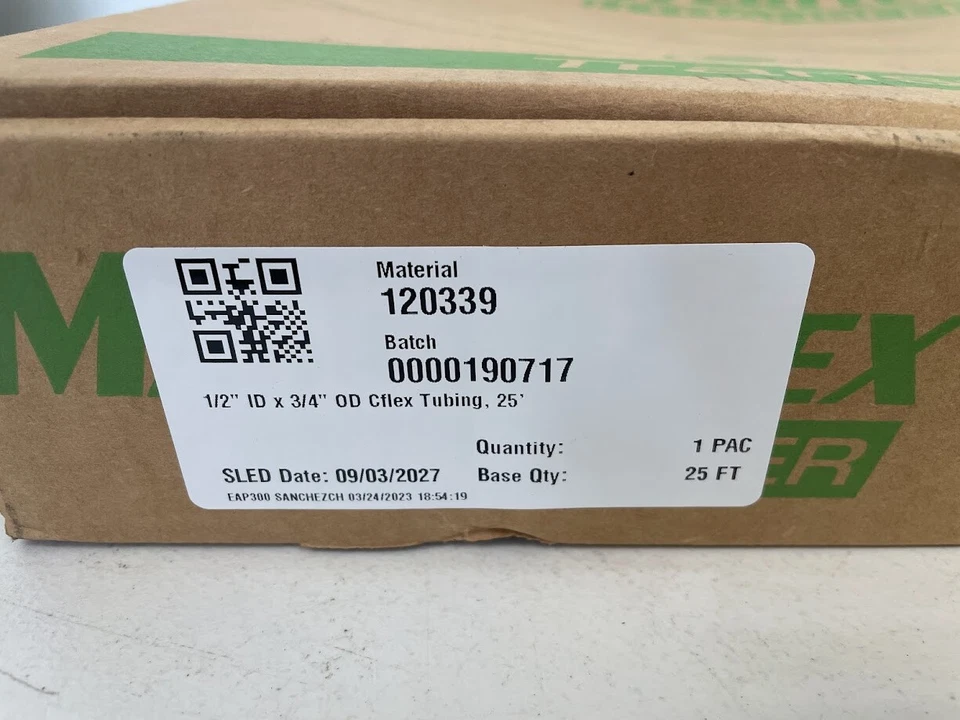 Material
120339
Batch
0000190717
1/2" ID x 3/4" OD Cflex Tubing, 25'
Quantity: 1 PAC
SLED Date: 09/03/2027 Base Qty: 25 FT
EAP300 SANCHEZCH 03/24/2023 18:54:19